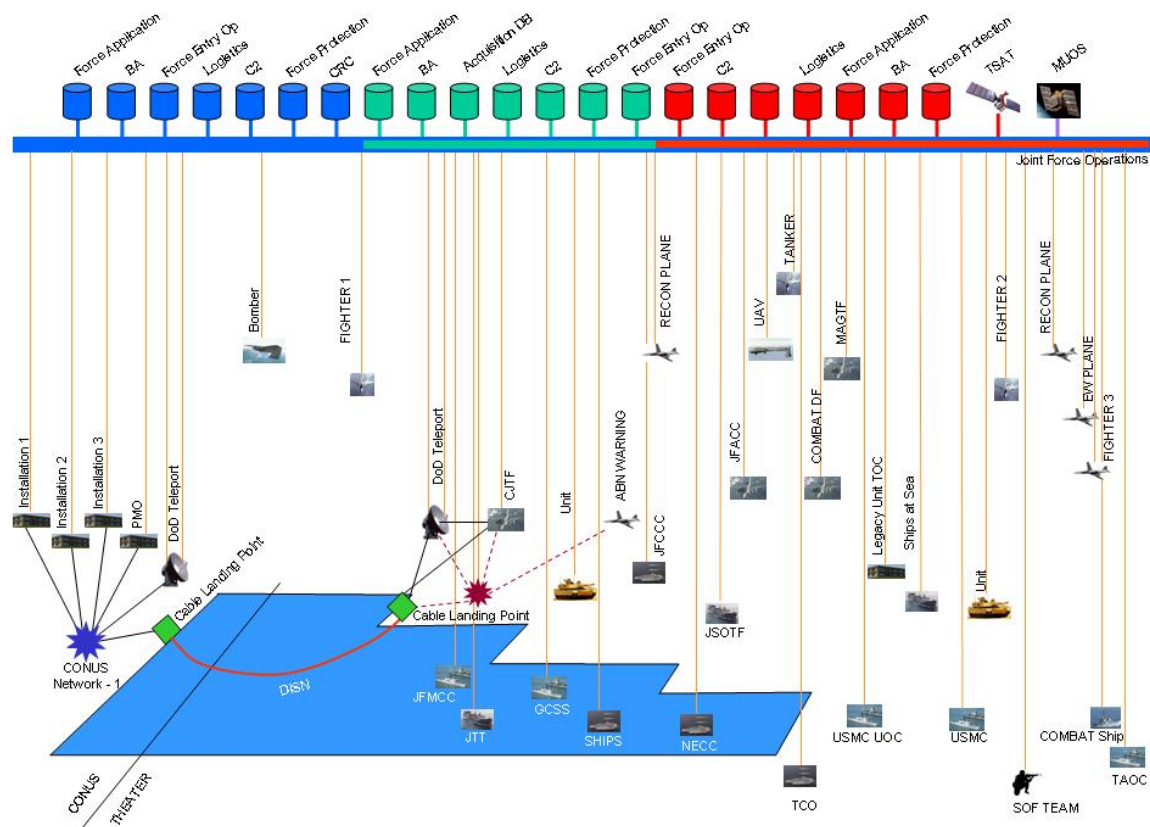 Force Application
BA
Force Entry Op
Logistics
C2
Force Protection
CRC
Force Application
BA
Acquisition DB
Logistics
C2
Force Protection
Force Entry Op
Force Entry Op
C2
Logistics
Force Application
BA
Force Protection
TSAT
MUOS
Joint Force Operations
Installation 1
Installation 2
Installation 3
PMO
DoD Teleport
Bomber
FIGHTER 1
DoD Teleport
CJTF
Unit
ABN WARNING
RECON PLANE
JFCCC
JSOTF
JFACC
UAV
TANKER
COMBAT DF
MAGTF
Legacy Unit TOC
Ships at Sea
Unit
FIGHTER 2
RECON PLANE
EW PLANE
FIGHTER 3
Cable Landing Point
Cable Landing Point
CONUS
Network - 1
DISN
JFMCC
JTT
GCSS
SHIPS
NECC
TCO
USMC UOC
USMC
COMBAT Ship
TAOC
SOF TEAM
CONUS
THEATER